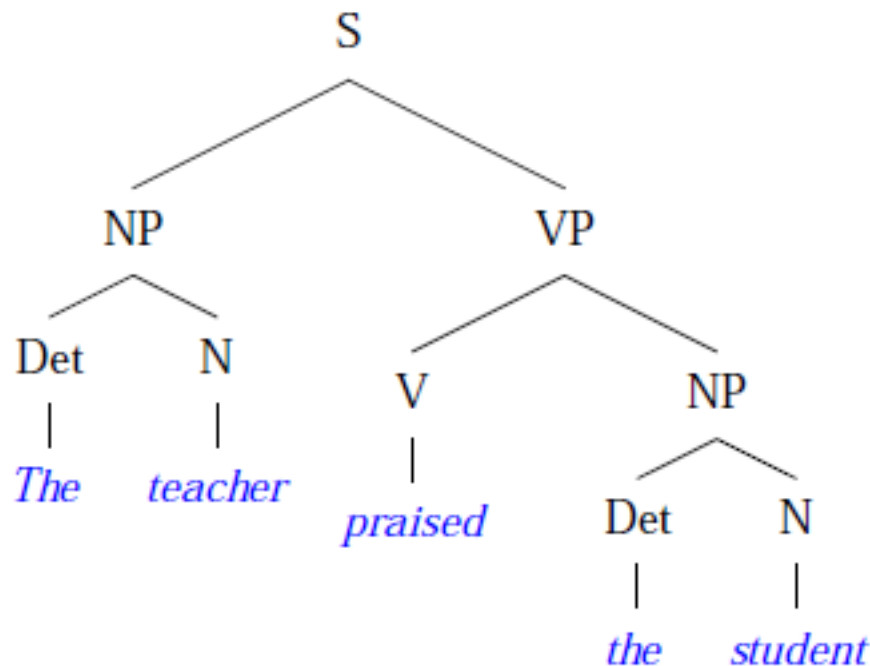 S
NP VP
Det N V NP
The teacher praised Det N
the student